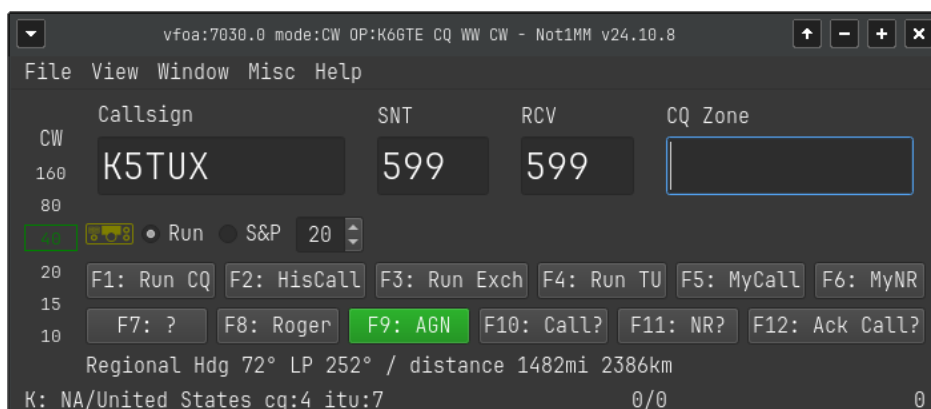 vfoa:7030.0 mode:CW OP:K6GTE CQ WW CW - Not1MM v24.10.8
File View Window Misc Help
Callsign SNT RCV CQ Zone
CW
K5TUX 599 599
160
80
40 Run S&P 20
20 F1: Run CQ F2: HisCall F3: Run Exch F4: Run TU F5: MyCall F6: MyNR
15
10 F7: ? F8: Roger F9: AGN F10: Call? F11: NR? F12: Ack Call?
Regional Hdg 72° LP 252° / distance 1482mi 2386km
K: NA/United States cq:4 itu:7 0/0 0